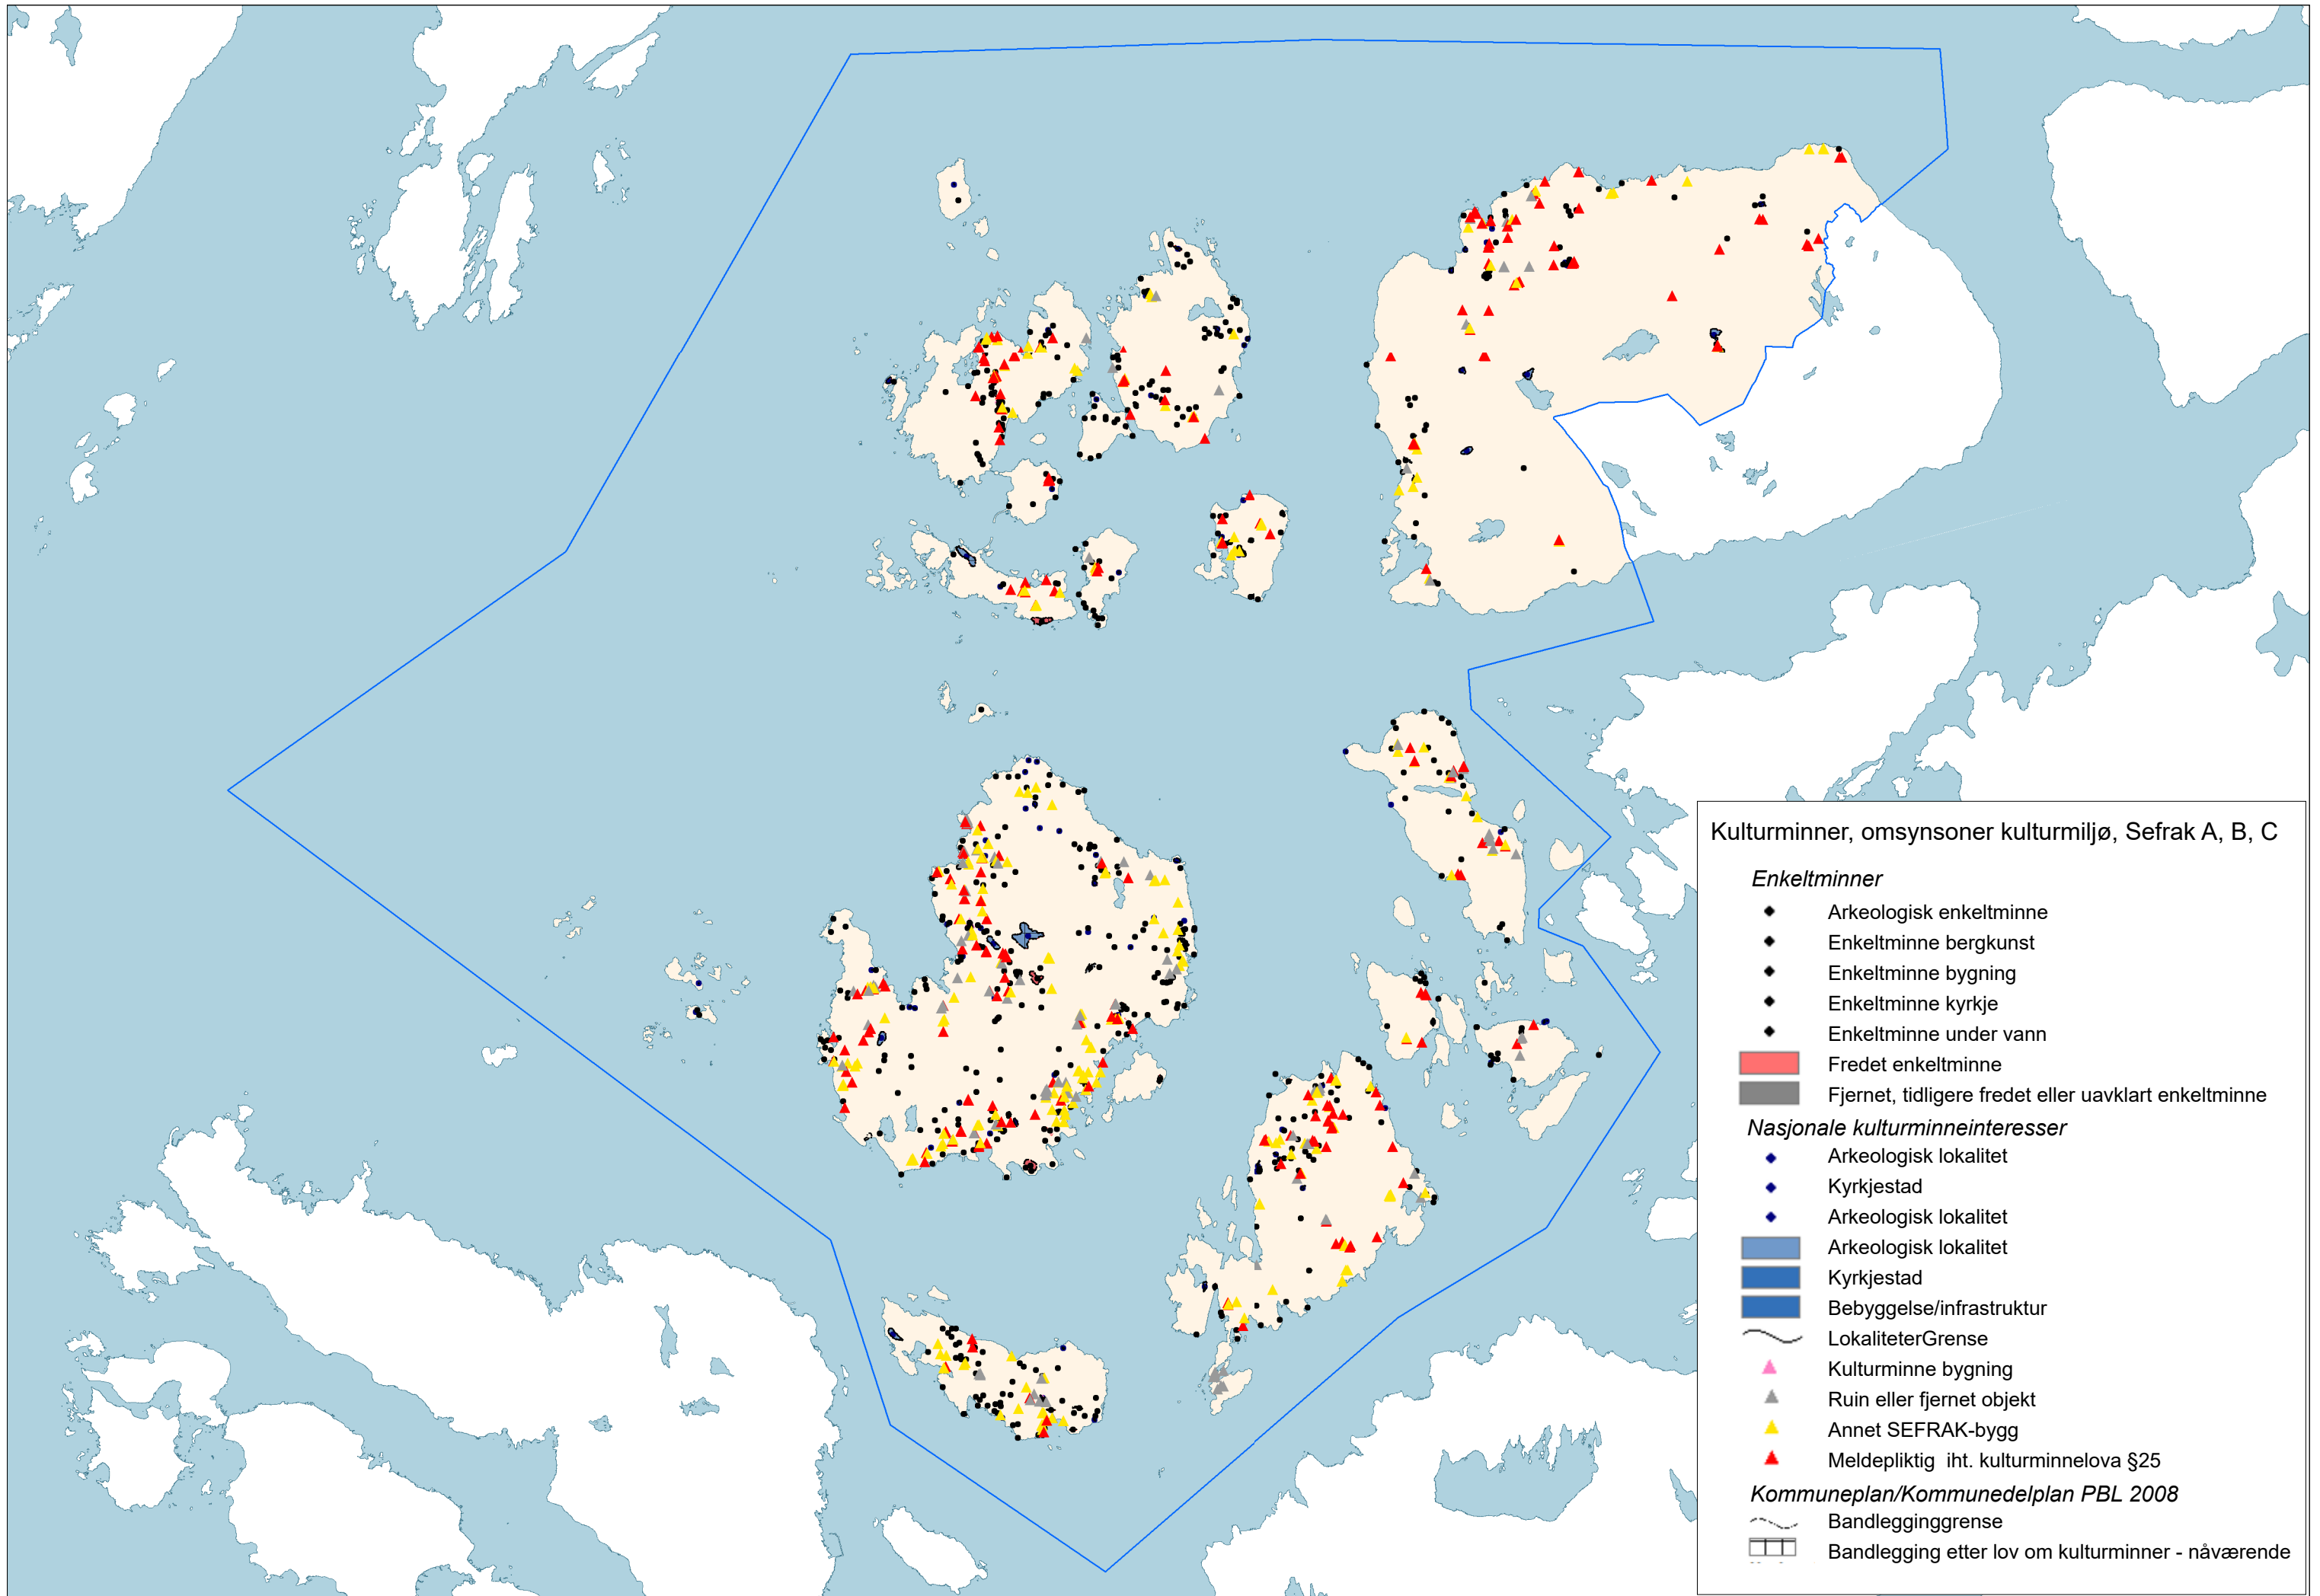 Kulturminner, omsynsoner kulturmiljø, Sefrak A, B, C
Enkeltminner
Arkeologisk enkeltminne
Enkeltminne bergkunst
Enkeltminne bygning
Enkeltminne kyrkje
Enkeltminne under vann
Fredet enkeltminne
Fjernet, tidligere fredet eller uavklart enkeltminne
Nasjonale kulturminneinteresser
Arkeologisk lokalitet
Kyrkjestad
Arkeologisk lokalitet
Arkeologisk lokalitet
Kyrkjestad
Bebyggelse/infrastruktur
LokaliteterGrense
Kulturminne bygning
Ruin eller fjernet objekt
Annet SEFRAK-bygg
Meldepliktig iht. kulturminnelova §25
Kommuneplan/Kommunedelplan PBL 2008
Bandlegginggrense
Bandlegging etter lov om kulturminner - nåværende